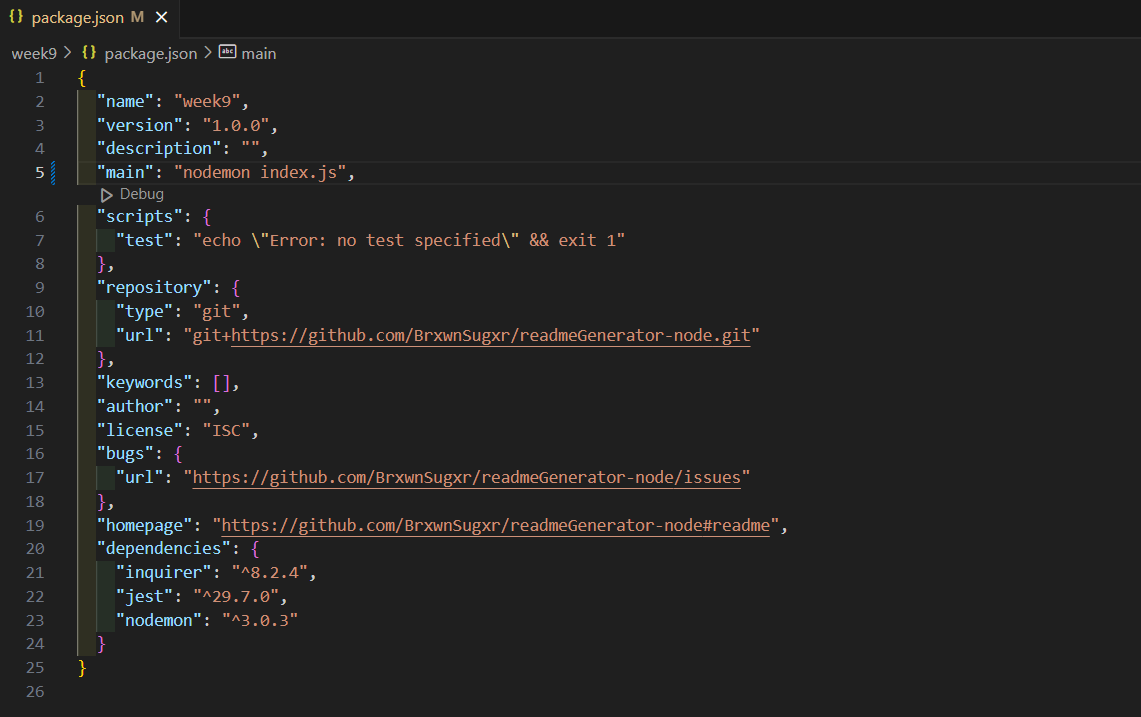 {} package.json M ×
week9 > {} package.json > abc main
1 {
2 "name": "week9",
3 "version": "1.0.0",
4 "description": "",
5 "main": "nodemon index.js",
Debug
6 "scripts": {
7 "test": "echo \"Error: no test specified\" && exit 1"
8 },
9 "repository": {
10 "type": "git",
11 "url": "git+https://github.com/BrxwnSugxr/readmeGenerator-node.git"
12 },
13 "keywords": [],
14 "author": "",
15 "license": "ISC",
16 "bugs": {
17 "url": "https://github.com/BrxwnSugxr/readmeGenerator-node/issues"
18 },
19 "homepage": "https://github.com/BrxwnSugxr/readmeGenerator-node#readme",
20 "dependencies": {
21 "inquirer": "^8.2.4",
22 "jest": "^29.7.0",
23 "nodemon": "^3.0.3"
24 }
25 }
26